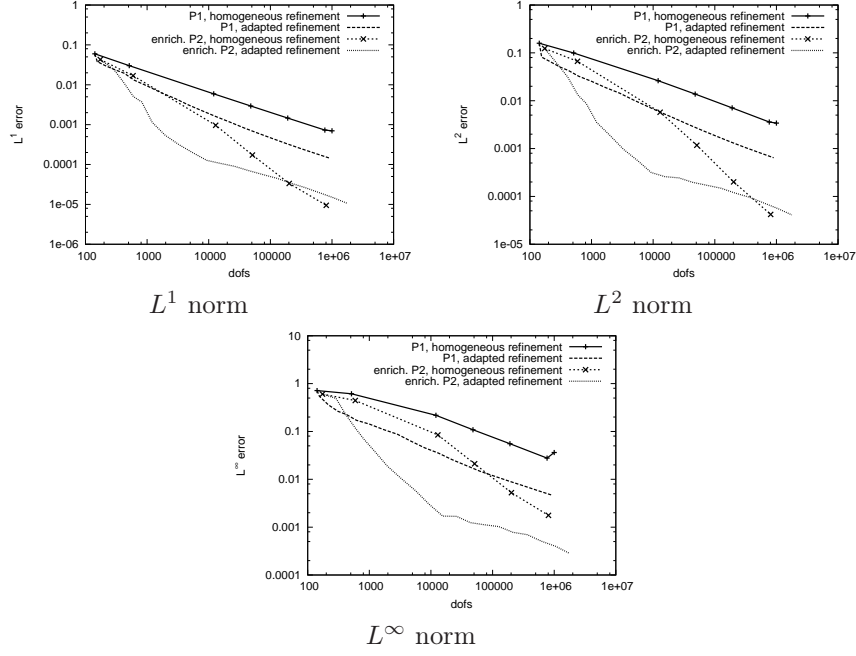 1
0.1
0.01
0.001
0.0001
1e-05
1e-06
100
1000
10000
100000
1e+06
1e+07
L1 error
dofs
P1, homogeneous refinement
P1, adapted refinement
enrich. P2, homogeneous refinement
enrich. P2, adapted refinement
L1 norm
1
0.1
0.01
0.001
0.0001
1e-05
100
1000
10000
100000
1e+06
1e+07
L2 error
dofs
P1, homogeneous refinement
P1, adapted refinement
enrich. P2, homogeneous refinement
enrich. P2, adapted refinement
L2 norm
10
1
0.1
0.01
0.001
0.0001
100
1000
10000
100000
1e+06
1e+07
L∞ error
dofs
P1, homogeneous refinement
P1, adapted refinement
enrich. P2, homogeneous refinement
enrich. P2, adapted refinement
L∞ norm